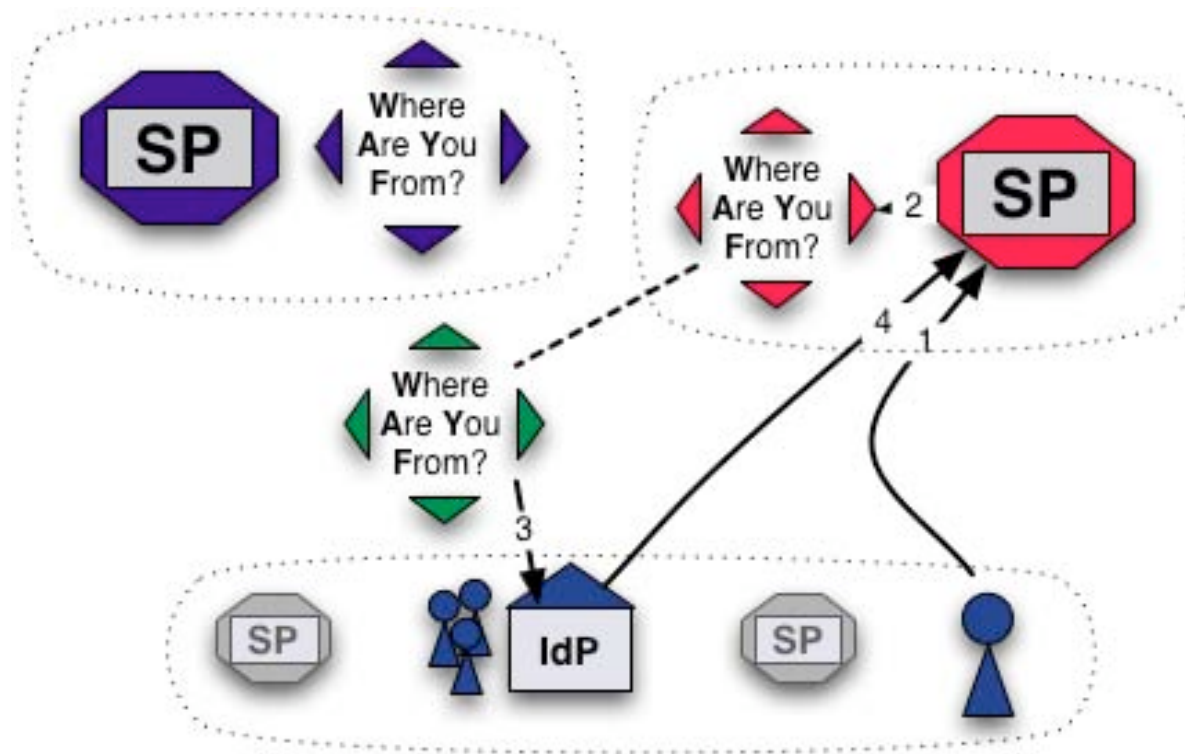 SP
Where
Are You
From?
Where
Are You
From?
2
SP
4
1
Where
Are You
From?
3
SP
IdP
SP